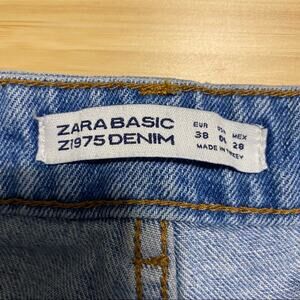 ZARA BASIC
Z1975 DENIM
EUR USA MEX
38 06 28
MADE IN TURKEY